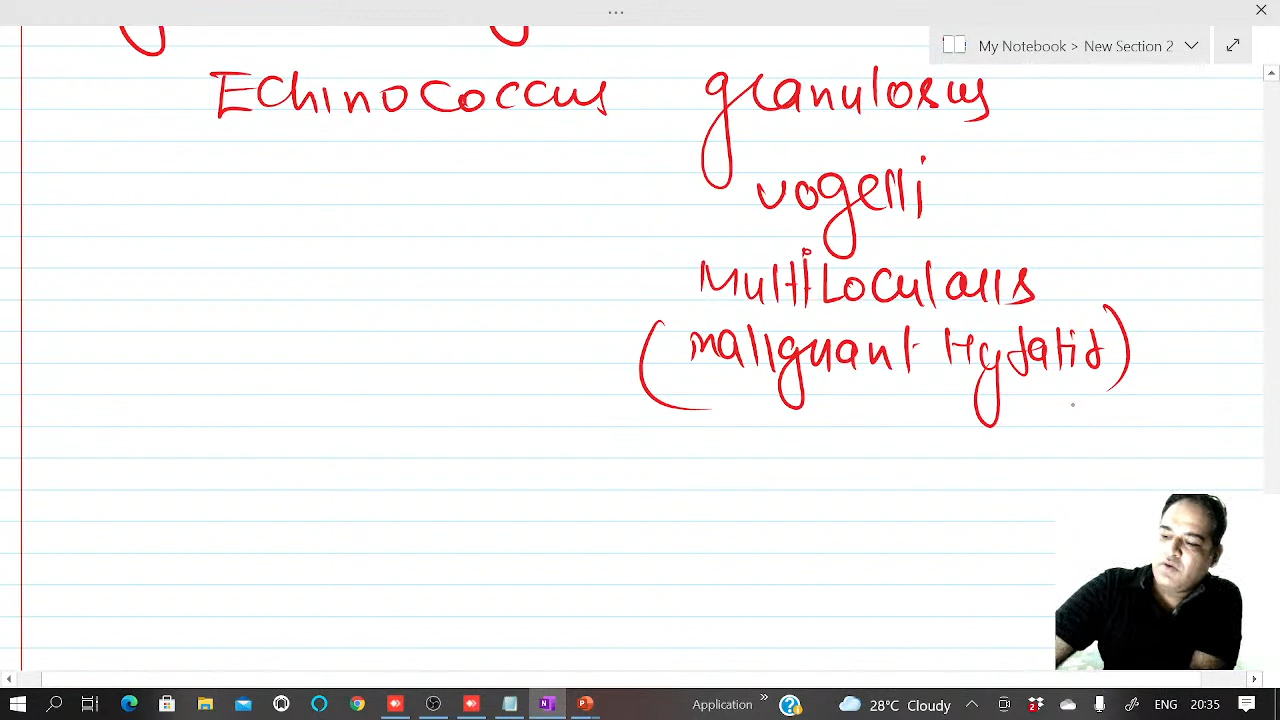 ...
My Notebook > New Section 2
Echinococcus granulosus
vogelli
Multilocularis
(malignant Hydatid)
Application
28°C Cloudy
ENG
20:35